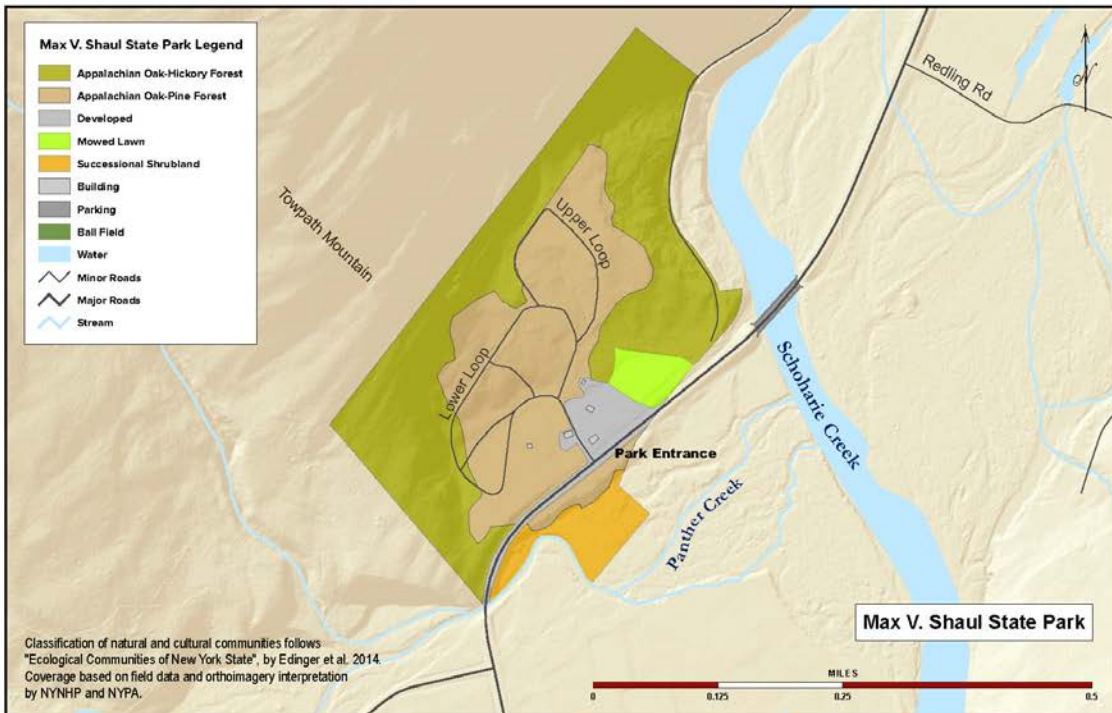 Max V. Shaul State Park Legend
Appalachian Oak-Hickory Forest
Appalachian Oak-Pine Forest
Developed
Mowed Lawn
Successional Shrubland
Building
Parking
Ball Field
Water
Minor Roads
Major Roads
Stream
N
Redling Rd
Towpath Mountain
Upper Loop
Lower Loop
Schoharie Creek
Park Entrance
Panther Creek
Max V. Shaul State Park
Classification of natural and cultural communities follows
"Ecological Communities of New York State", by Edinger et al. 2014.
Coverage based on field data and orthoimagery interpretation
by NYNHP and NYPA.
MILES
0 0.125 0.25 0.5